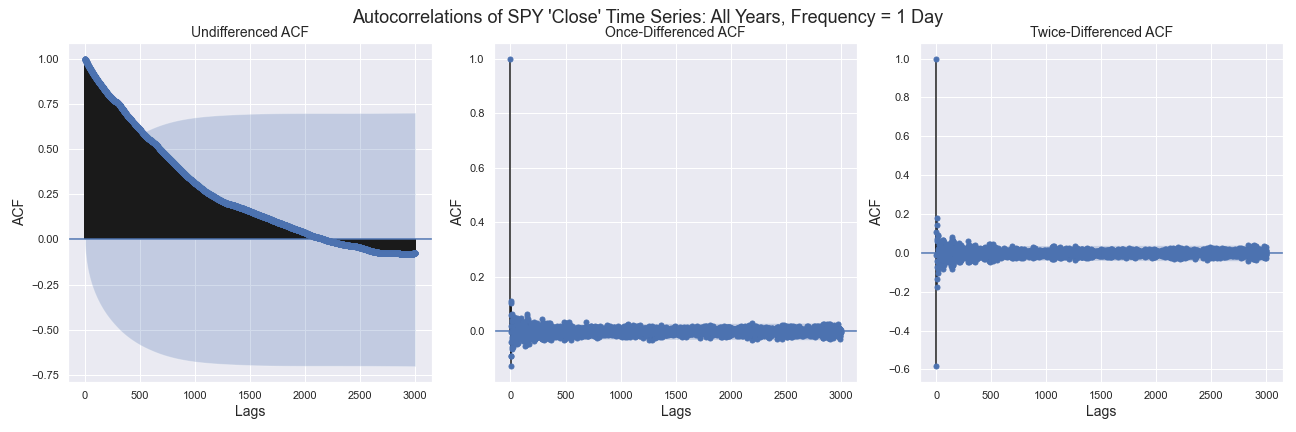 Autocorrelations of SPY 'Close' Time Series: All Years, Frequency = 1 Day
Undifferenced ACF
1.00
0.75
0.50
0.25
0.00
−0.25
−0.50
−0.75
ACF
0 500 1000 1500 2000 2500 3000
Lags
Once-Differenced ACF
1.0
0.8
0.6
0.4
0.2
0.0
ACF
0 500 1000 1500 2000 2500 3000
Lags
Twice-Differenced ACF
1.0
0.8
0.6
0.4
0.2
0.0
−0.2
−0.4
−0.6
ACF
0 500 1000 1500 2000 2500 3000
Lags